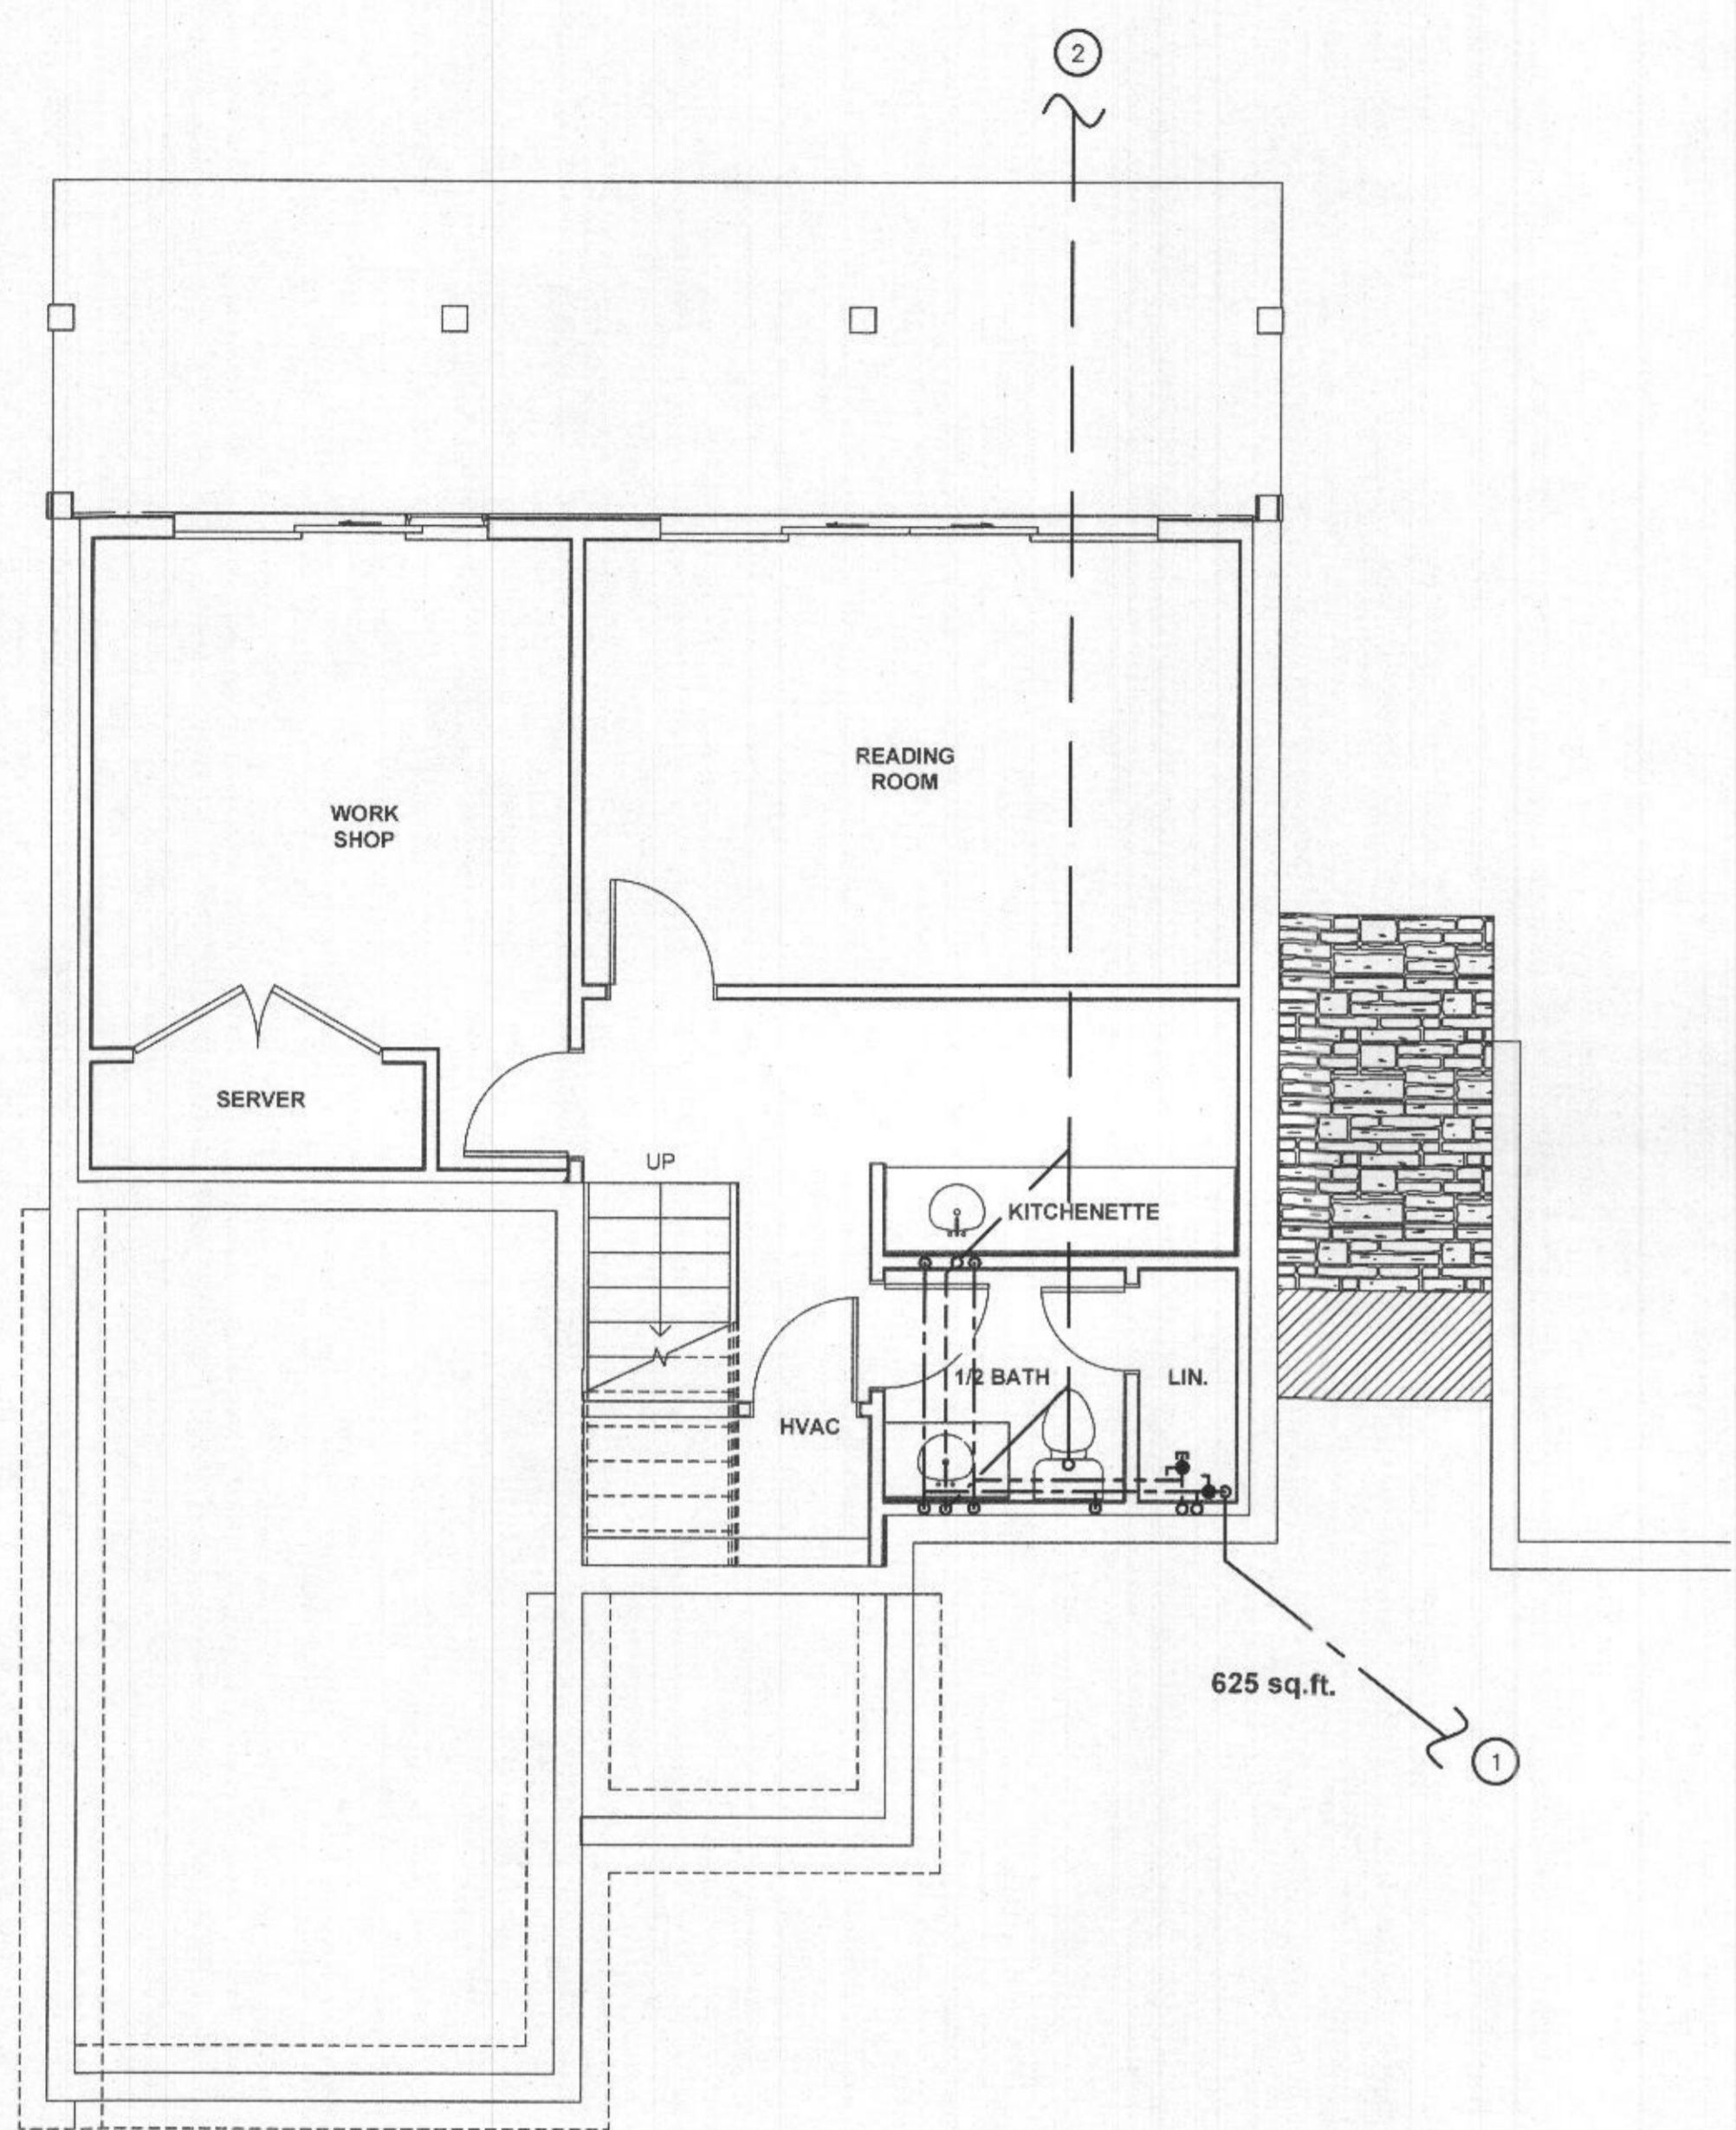 2
READING
ROOM
WORK
SHOP
SERVER
UP
KITCHENETTE
1/2 BATH
LIN.
HVAC
625 sq.ft.
1